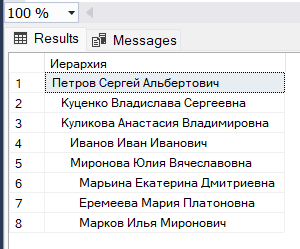 100 %
Results Messages
Иерархия
1 Петров Сергей Альбертович
2 Куценко Владислава Сергеевна
3 Куликова Анастасия Владимировна
4 Иванов Иван Иванович
5 Миронова Юлия Вячеславовна
6 Марьина Екатерина Дмитриевна
7 Еремеева Мария Платоновна
8 Марков Илья Миронович